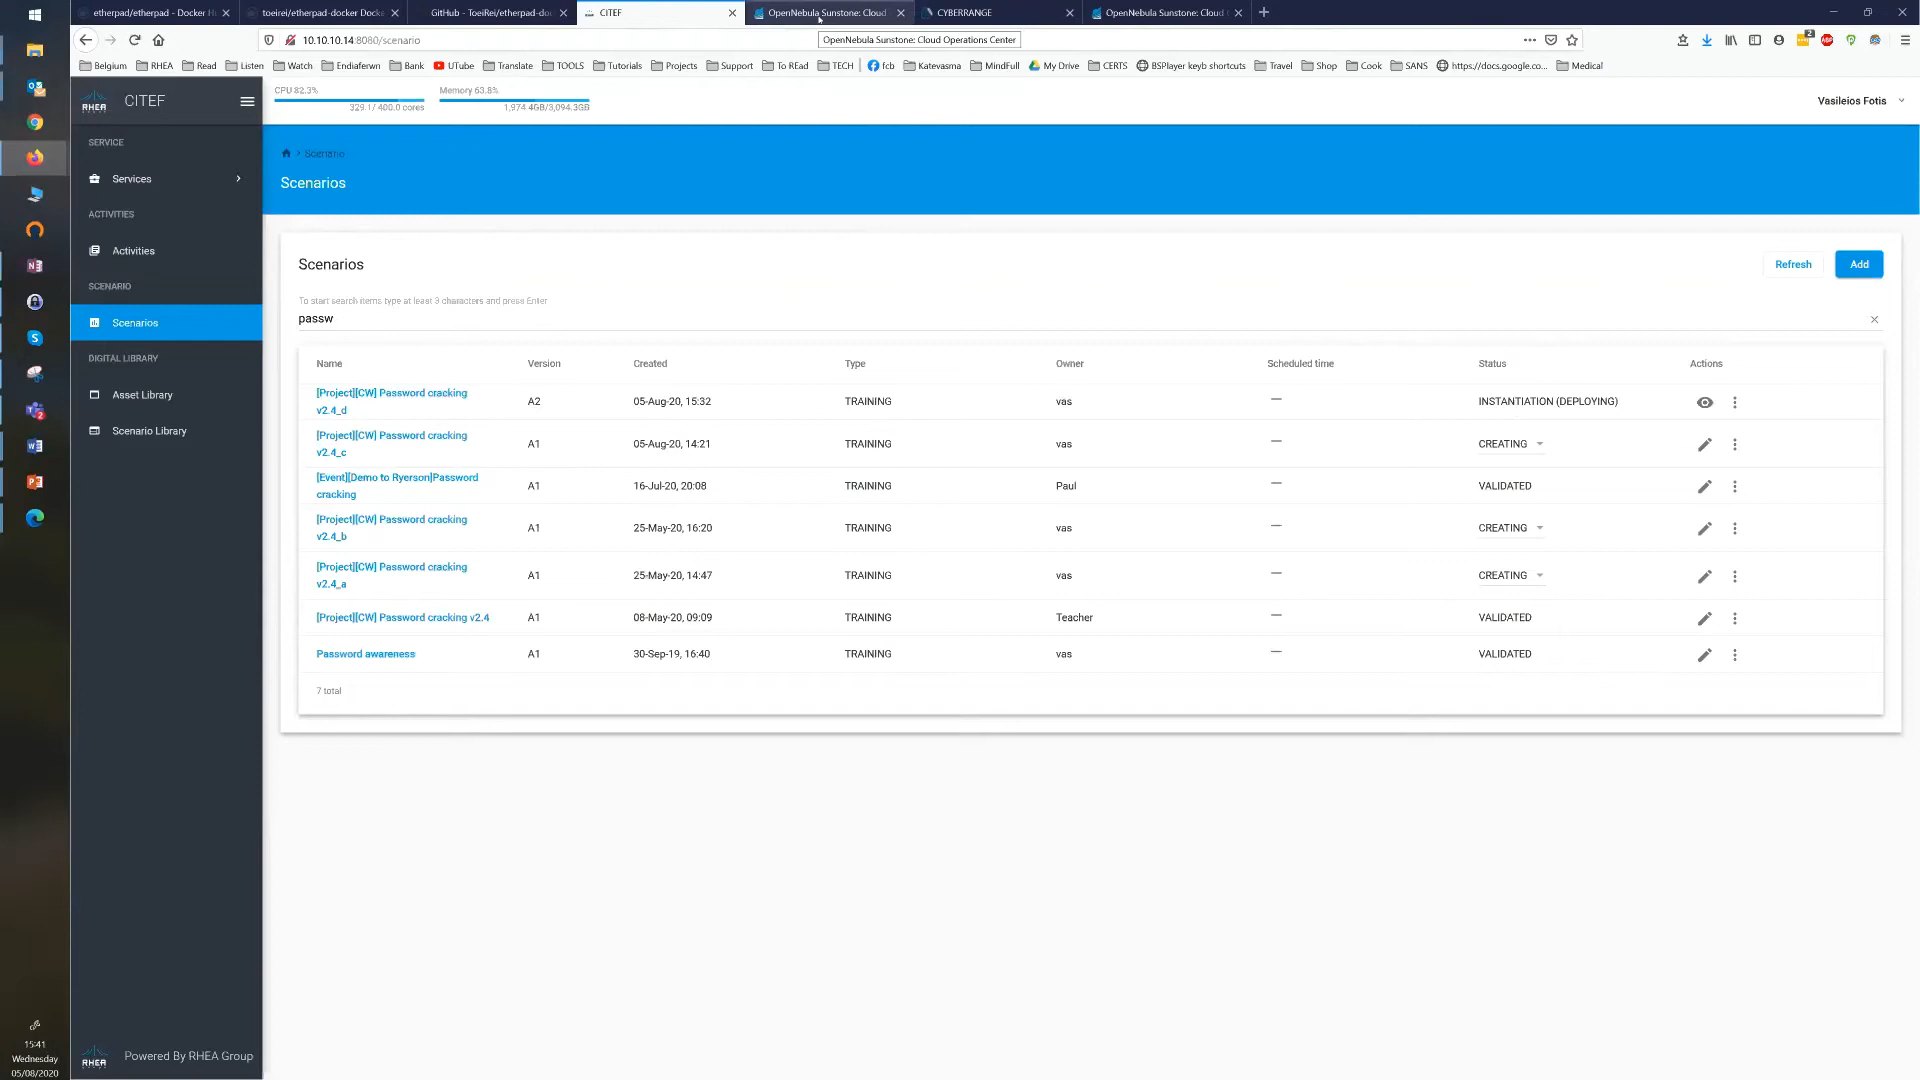 etherpad/etherpad - Docker H
toeirei/etherpad-docker Docke
GitHub - ToeiRei/etherpad-doc
CITEF
OpenNebula Sunstone: Cloud
CYBERRANGE
OpenNebula Sunstone: Cloud
10.10.10.14:8080/scenario
OpenNebula Sunstone: Cloud Operations Center
2
Belgium
RHEA
Read
Listen
Watch
Endiaferwn
Bank
UTube
Translate
TOOLS
Tutorials
Projects
Support
To REad
TECH
fcb
Katevasma
MindFull
My Drive
CERTS
BSPlayer keyb shortcuts
Travel
Shop
Cook
SANS
https://docs.google.co...
Medical
RHEA
CITEF
CPU 82.3%
329.1/ 400.0 cores
Memory 63.8%
1,974.4GB/3,094.3GB
Vasileios Fotis
SERVICE
Services
ACTIVITIES
Activities
SCENARIO
Scenarios
DIGITAL LIBRARY
Asset Library
Scenario Library
> Scenario
Scenarios
Scenarios
Refresh
Add
To start search items type at least 3 characters and press Enter
passw
Name Version Created Type Owner Scheduled time Status Actions
[Project][CW] Password cracking
v2.4_d
A2 05-Aug-20, 15:32 TRAINING vas — INSTANTIATION (DEPLOYING)
[Project][CW] Password cracking
v2.4_c
A1 05-Aug-20, 14:21 TRAINING vas — CREATING
[Event][Demo to Ryerson]Password
cracking
A1 16-Jul-20, 20:08 TRAINING Paul — VALIDATED
[Project][CW] Password cracking
v2.4_b
A1 25-May-20, 16:20 TRAINING vas — CREATING
[Project][CW] Password cracking
v2.4_a
A1 25-May-20, 14:47 TRAINING vas — CREATING
[Project][CW] Password cracking v2.4 A1 08-May-20, 09:09 TRAINING Teacher — VALIDATED
Password awareness A1 30-Sep-19, 16:40 TRAINING vas — VALIDATED
7 total
RHEA
Powered By RHEA Group
15:41
Wednesday
05/08/2020